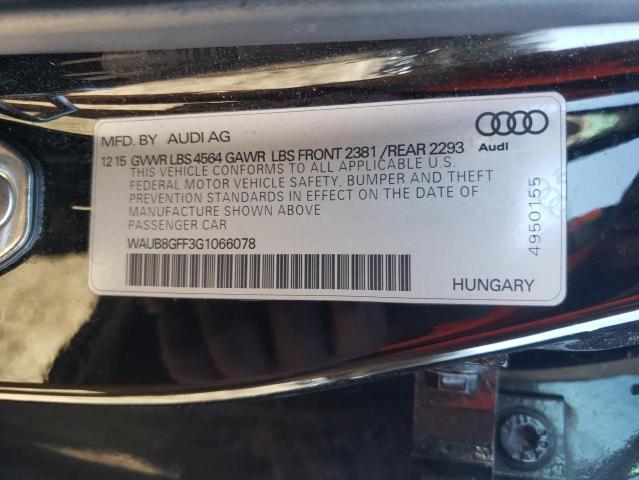 MFD. BY AUDI AG
12 15 GVWR LBS 4564 GAWR LBS FRONT 2381 / REAR 2293
THIS VEHICLE CONFORMS TO ALL APPLICABLE U.S.
FEDERAL MOTOR VEHICLE SAFETY, BUMPER AND THEFT
PREVENTION STANDARDS IN EFFECT ON THE DATE OF
MANUFACTURE SHOWN ABOVE
PASSENGER CAR
WAUB8GFF3G1066078
Audi
4950155
HUNGARY